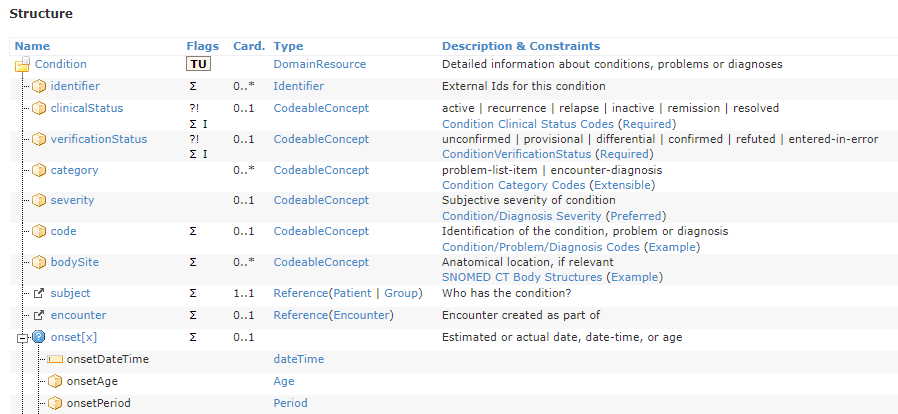 Structure
Name Flags Card. Type Description & Constraints
Condition TU DomainResource Detailed information about conditions, problems or diagnoses
identifier Σ 0..* Identifier External Ids for this condition
clinicalStatus ?! 0..1 CodeableConcept active | recurrence | relapse | inactive | remission | resolved
Σ I Condition Clinical Status Codes (Required)
verificationStatus ?! 0..1 CodeableConcept unconfirmed | provisional | differential | confirmed | refuted | entered-in-error
Σ I ConditionVerificationStatus (Required)
category 0..* CodeableConcept problem-list-item | encounter-diagnosis
Condition Category Codes (Extensible)
severity 0..1 CodeableConcept Subjective severity of condition
Condition/Diagnosis Severity (Preferred)
code Σ 0..1 CodeableConcept Identification of the condition, problem or diagnosis
Condition/Problem/Diagnosis Codes (Example)
bodySite Σ 0..* CodeableConcept Anatomical location, if relevant
SNOMED CT Body Structures (Example)
subject Σ 1..1 Reference(Patient | Group) Who has the condition?
encounter Σ 0..1 Reference(Encounter) Encounter created as part of
onset[x] Σ 0..1 Estimated or actual date, date-time, or age
onsetDateTime dateTime
onsetAge Age
onsetPeriod Period